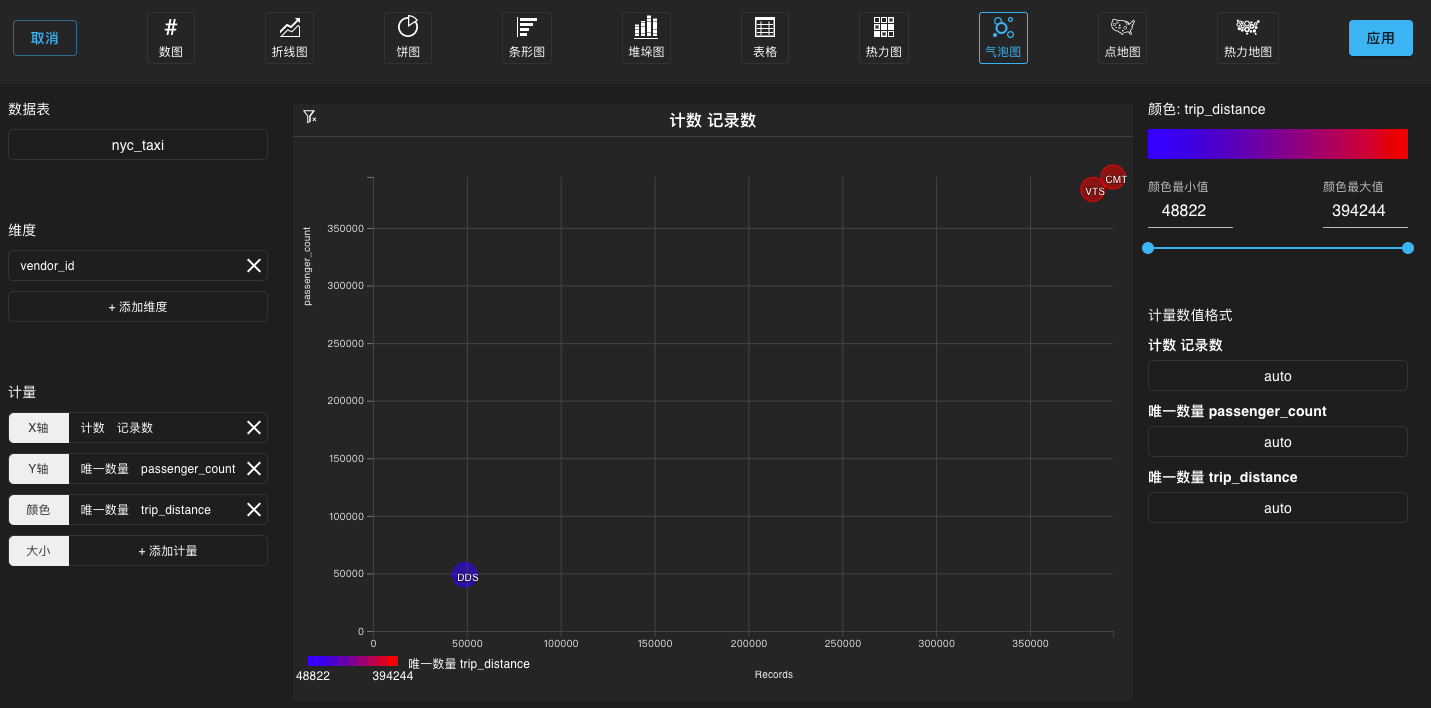 取消
数图
折线图
饼图
条形图
堆垛图
表格
热力图
气泡图
点地图
热力地图
应用
数据表
nyc_taxi
维度
vendor_id
+ 添加维度
计量
X轴 计数 记录数
Y轴 唯一数量 passenger_count
颜色 唯一数量 trip_distance
大小 + 添加计量
计数 记录数
passenger_count
350000
300000
250000
200000
150000
100000
50000
0
CMT
VTS
DDS
0 50000 100000 150000 200000 250000 300000 350000
唯一数量 trip_distance
48822 394244
Records
颜色: trip_distance
颜色最小值 颜色最大值
48822 394244
计量数值格式
计数 记录数
auto
唯一数量 passenger_count
auto
唯一数量 trip_distance
auto